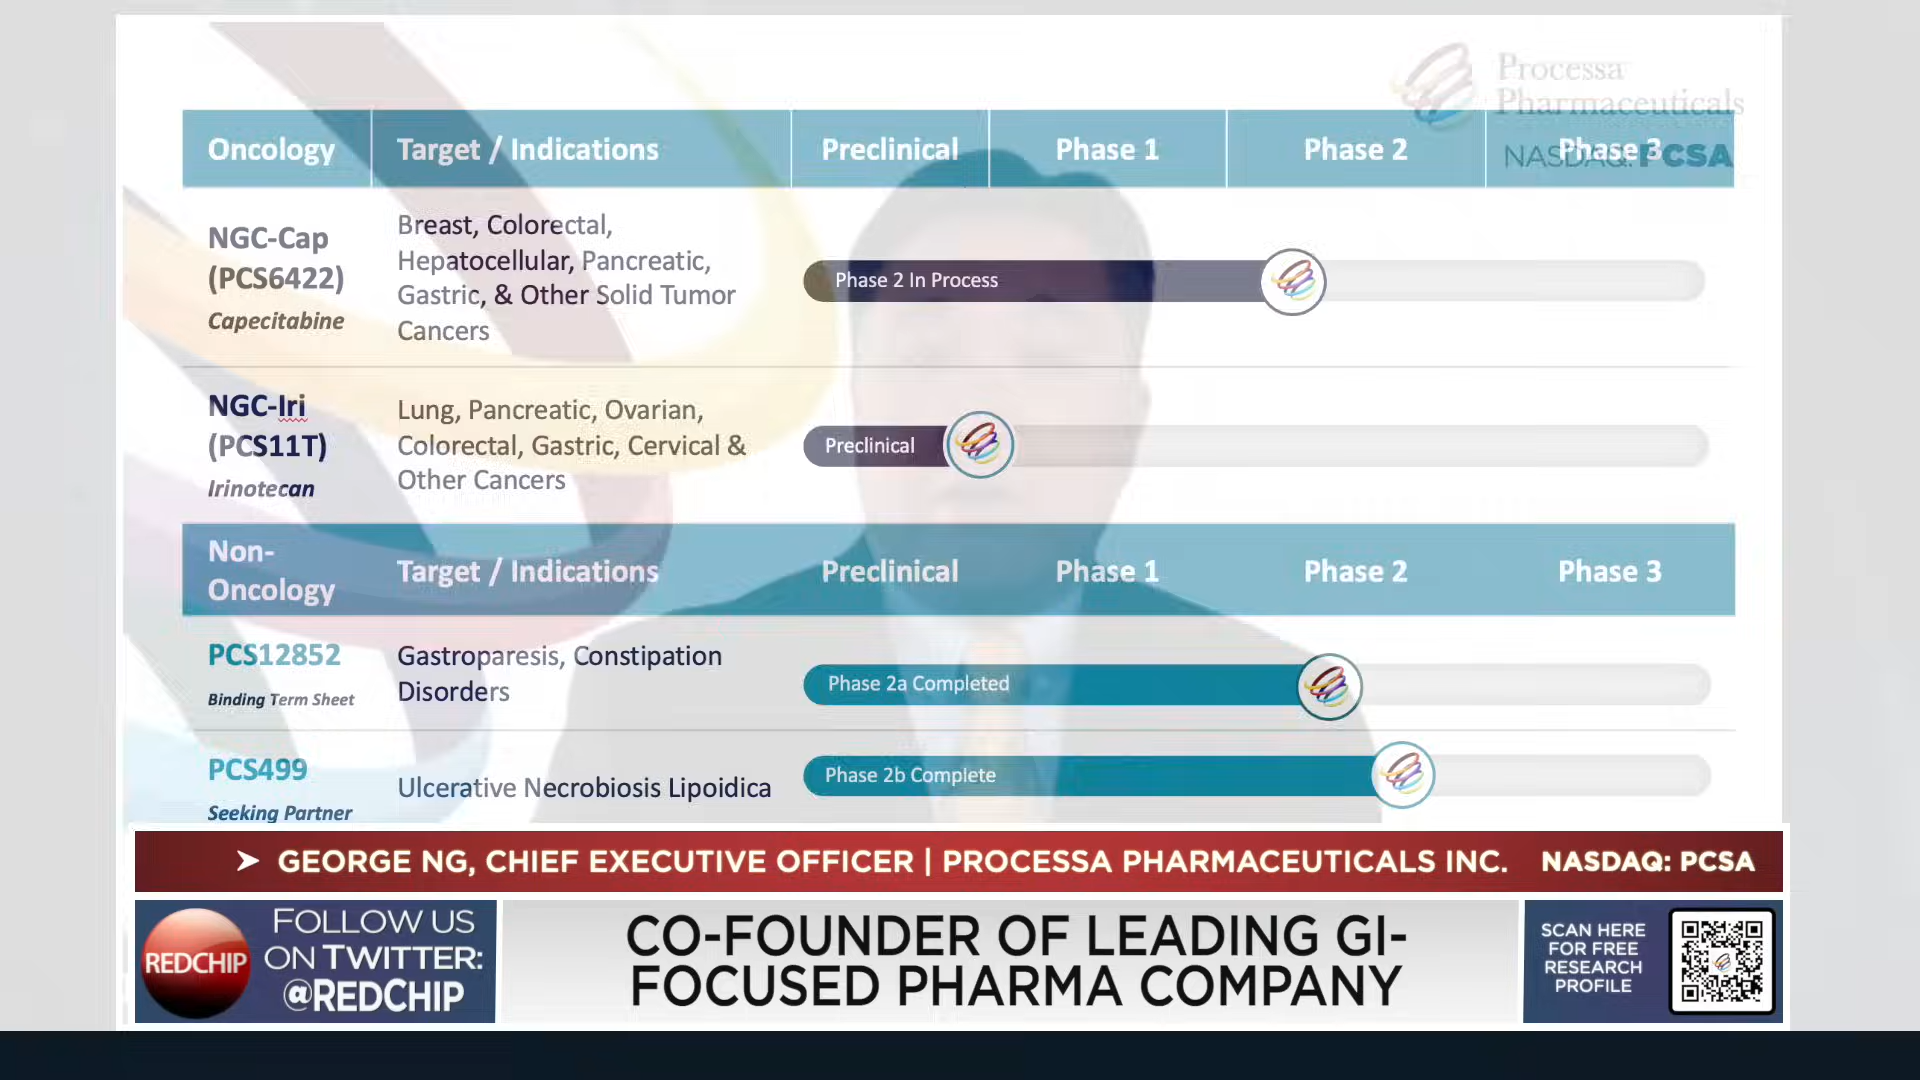 Processa
Pharmaceuticals
NASDAQ: PCSA
Oncology
Target / Indications
Preclinical
Phase 1
Phase 2
Phase 3
NGC-Cap
(PCS6422)
Capecitabine
Breast, Colorectal,
Hepatocellular, Pancreatic,
Gastric, & Other Solid Tumor
Cancers
Phase 2 In Process
NGC-Iri
(PCS11T)
Irinotecan
Lung, Pancreatic, Ovarian,
Colorectal, Gastric, Cervical &
Other Cancers
Preclinical
Non-
Oncology
Target / Indications
Preclinical
Phase 1
Phase 2
Phase 3
PCS12852
Binding Term Sheet
Gastroparesis, Constipation
Disorders
Phase 2a Completed
PCS499
Seeking Partner
Ulcerative Necrobiosis Lipoidica
Phase 2b Complete
➤ GEORGE NG, CHIEF EXECUTIVE OFFICER | PROCESSA PHARMACEUTICALS INC. NASDAQ: PCSA
REDCHIP
FOLLOW US
ON TWITTER:
@REDCHIP
CO-FOUNDER OF LEADING GI-
FOCUSED PHARMA COMPANY
SCAN HERE
FOR FREE
RESEARCH
PROFILE